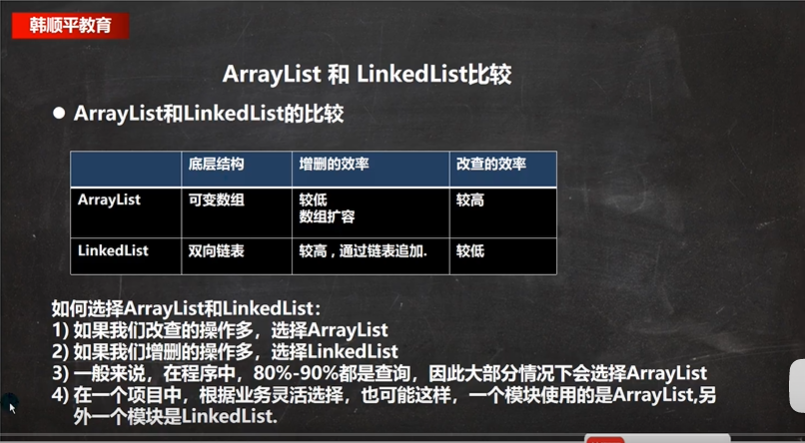 韩顺平教育
ArrayList 和 LinkedList比较
● ArrayList和LinkedList的比较
底层结构 增删的效率 改查的效率
ArrayList 可变数组 较低 较高
数组扩容
LinkedList 双向链表 较高，通过链表追加. 较低
如何选择ArrayList和LinkedList：
1) 如果我们改查的操作多，选择ArrayList
2) 如果我们增删的操作多，选择LinkedList
3) 一般来说，在程序中，80%-90%都是查询，因此大部分情况下会选择ArrayList
4) 在一个项目中，根据业务灵活选择，也可能这样，一个模块使用的是ArrayList,另
外一个模块是LinkedList.